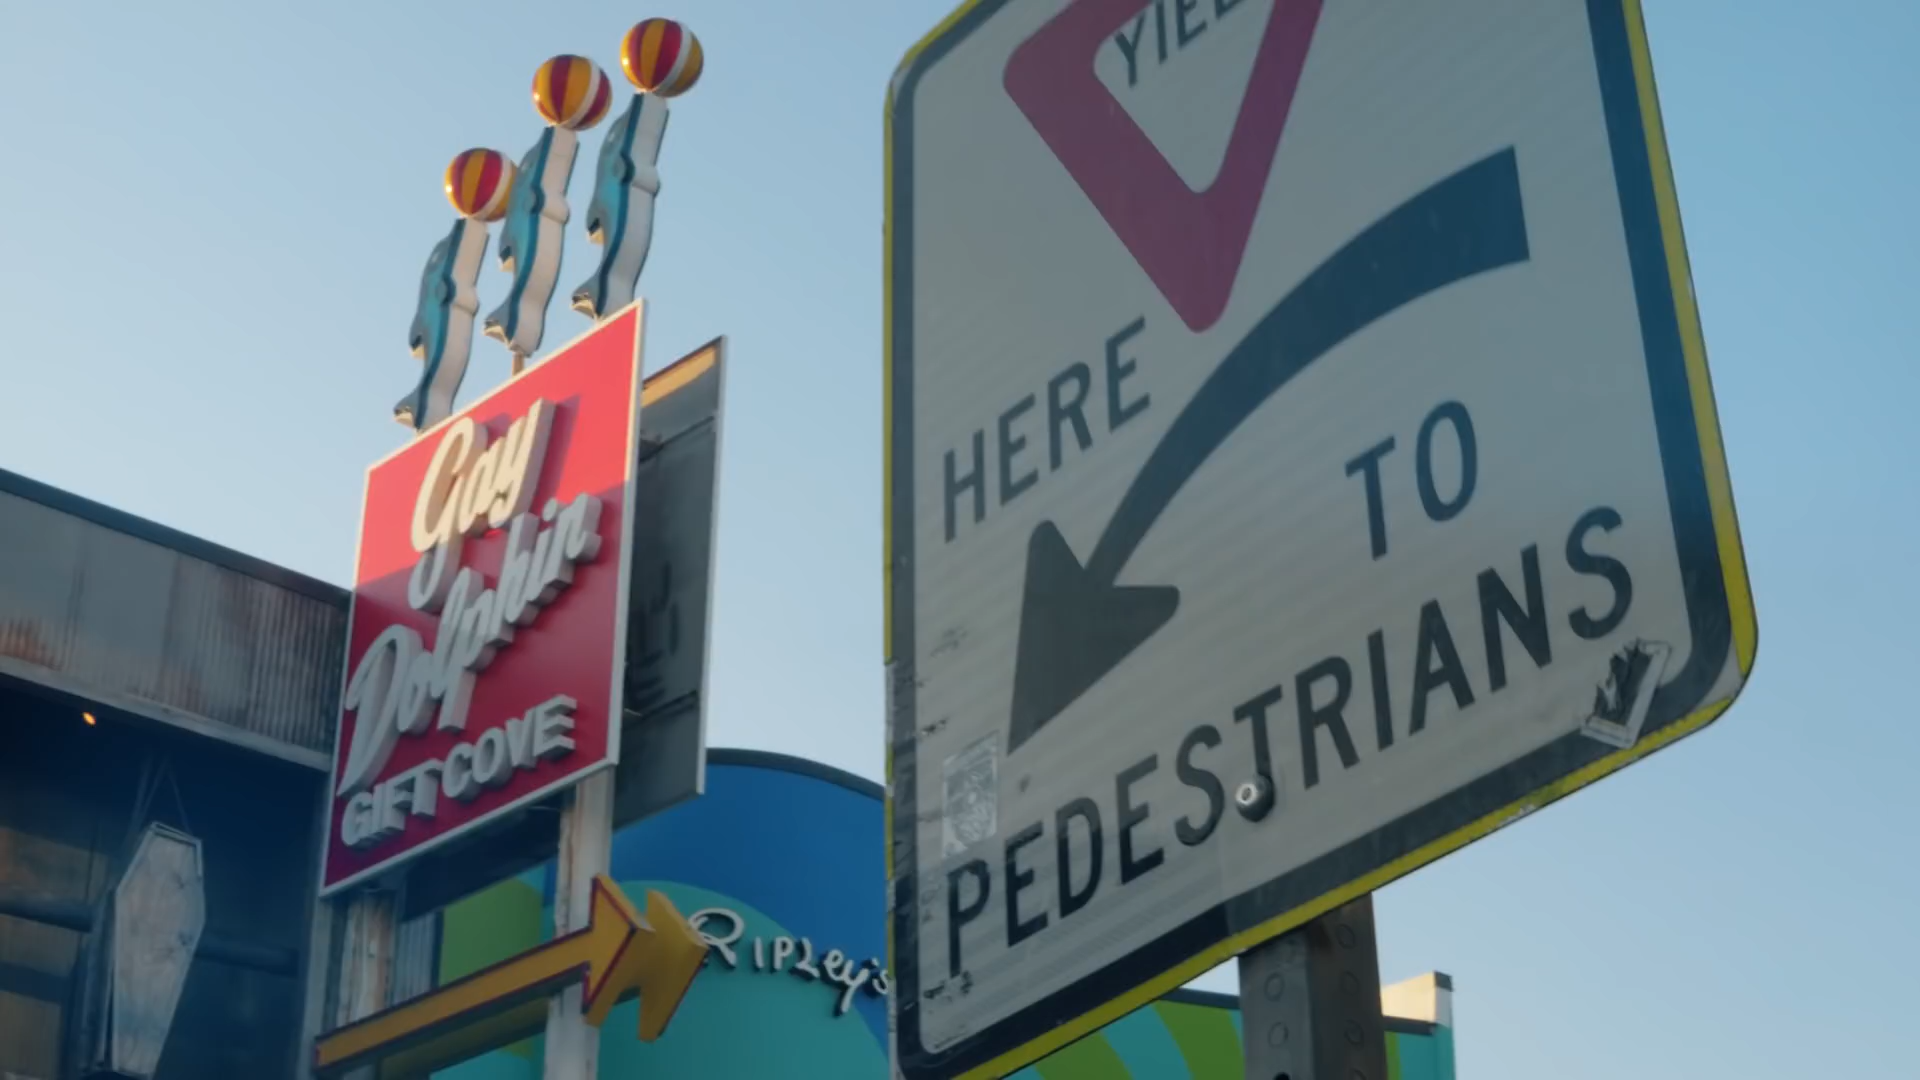 Gay
Dolphin
GIFT COVE
RIPLEY'S
HERE
TO
PEDESTRIANS